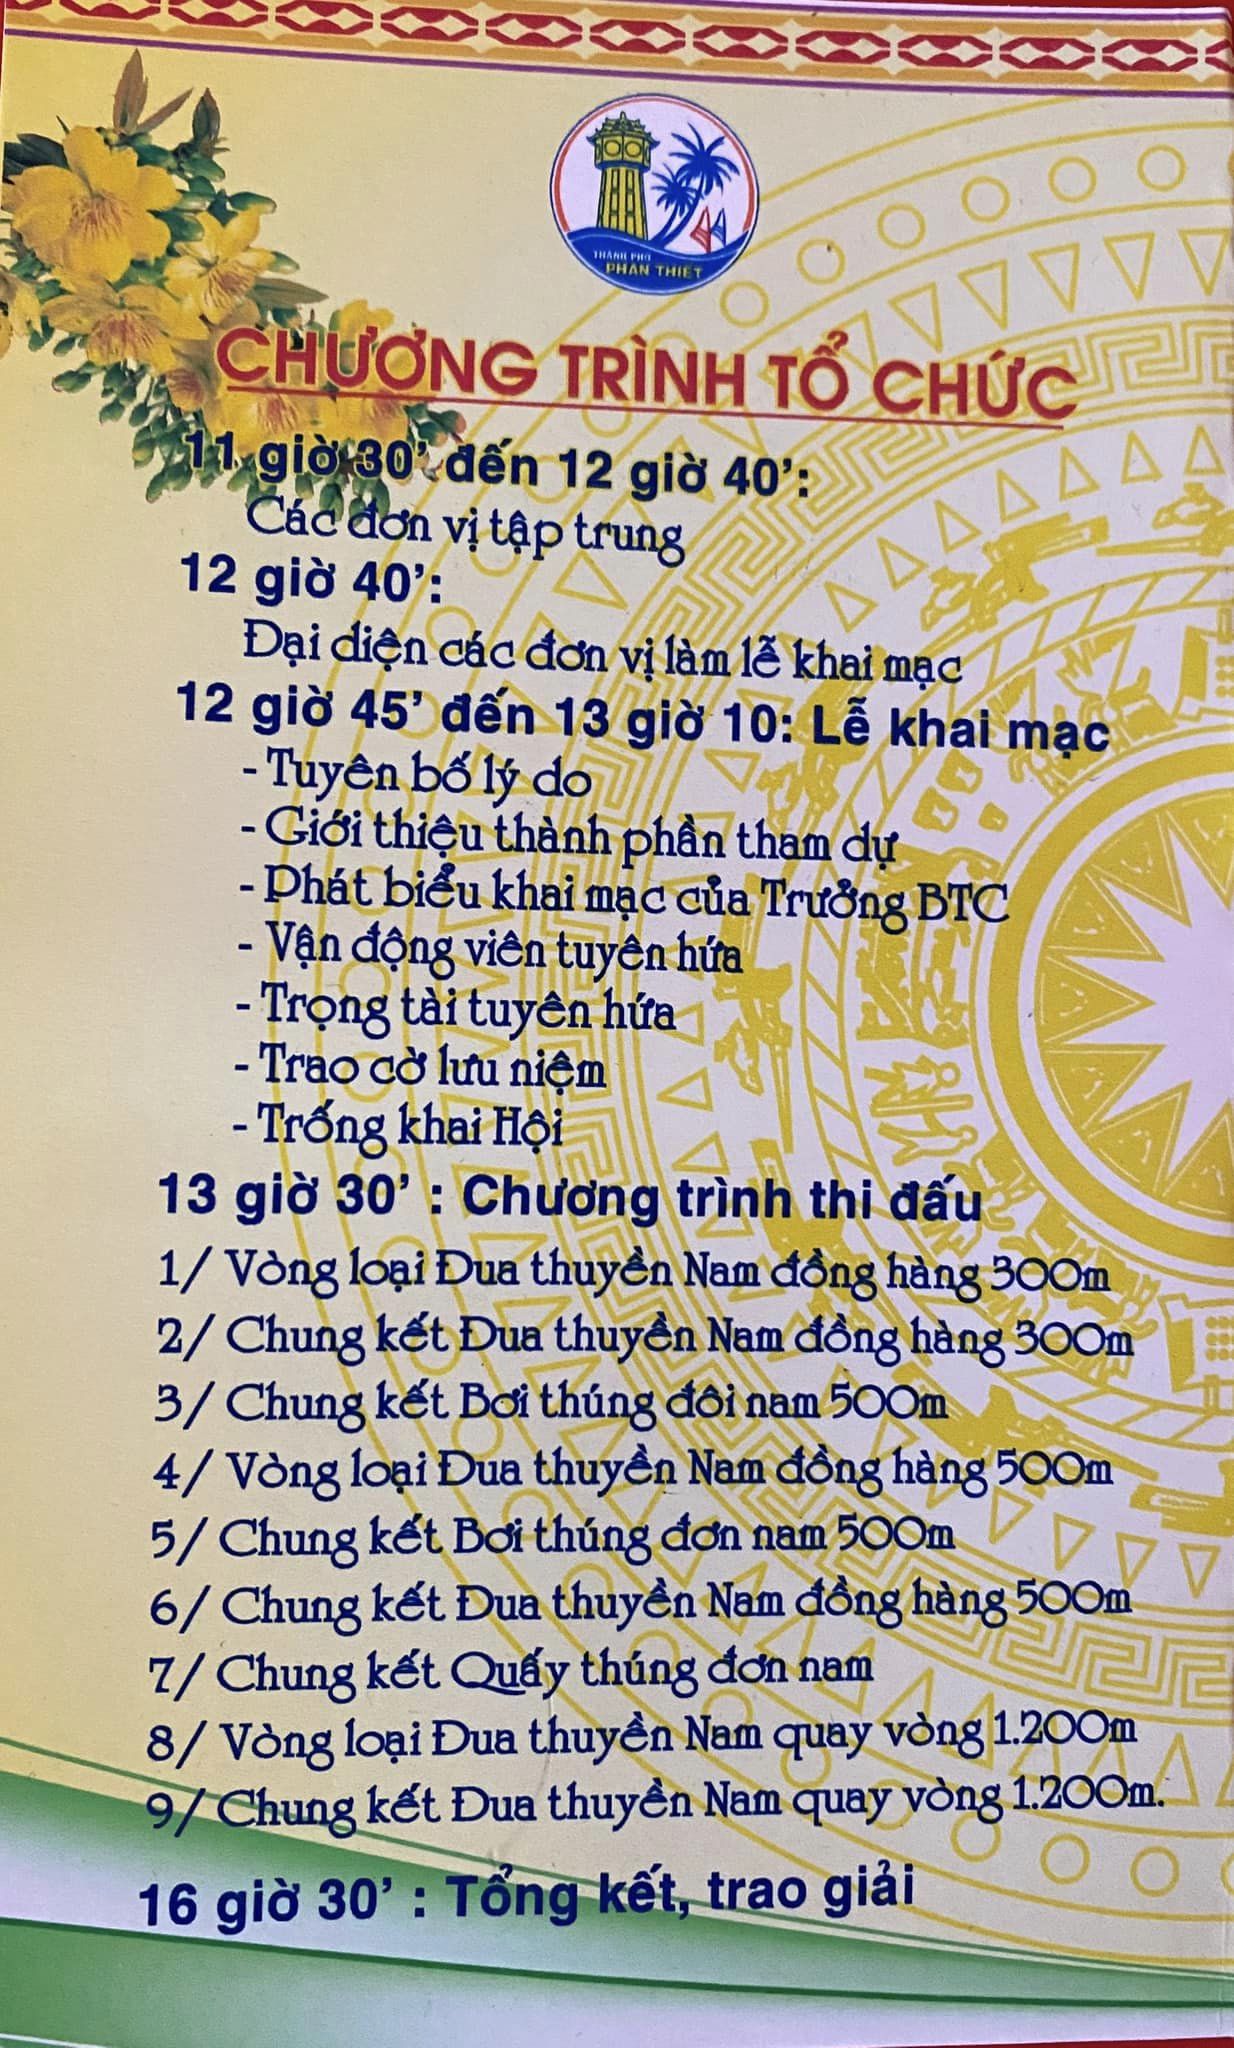 THÀNH PHỐ
PHAN THIẾT
CHƯƠNG TRÌNH TỔ CHỨC
11 giờ 30' đến 12 giờ 40':
Các đơn vị tập trung
12 giờ 40':
Đại diện các đơn vị làm lễ khai mạc
12 giờ 45' đến 13 giờ 10: Lễ khai mạc
- Tuyên bố lý do
- Giới thiệu thành phần tham dự
- Phát biểu khai mạc của Trưởng BTC
- Vận động viên tuyên hứa
- Trọng tài tuyên hứa
- Trao cờ lưu niệm
- Trống khai Hội
13 giờ 30' : Chương trình thi đấu
1/ Vòng loại Đua thuyền Nam đồng hàng 300m
2/ Chung kết Đua thuyền Nam đồng hàng 300m
3/ Chung kết Bơi thúng đôi nam 500m
4/ Vòng loại Đua thuyền Nam đồng hàng 500m
5/ Chung kết Bơi thúng đơn nam 500m
6/ Chung kết Đua thuyền Nam đồng hàng 500m
7/ Chung kết Quấy thúng đơn nam
8/ Vòng loại Đua thuyền Nam quay vòng 1.200m
9/ Chung kết Đua thuyền Nam quay vòng 1.200m.
16 giờ 30' : Tổng kết, trao giải